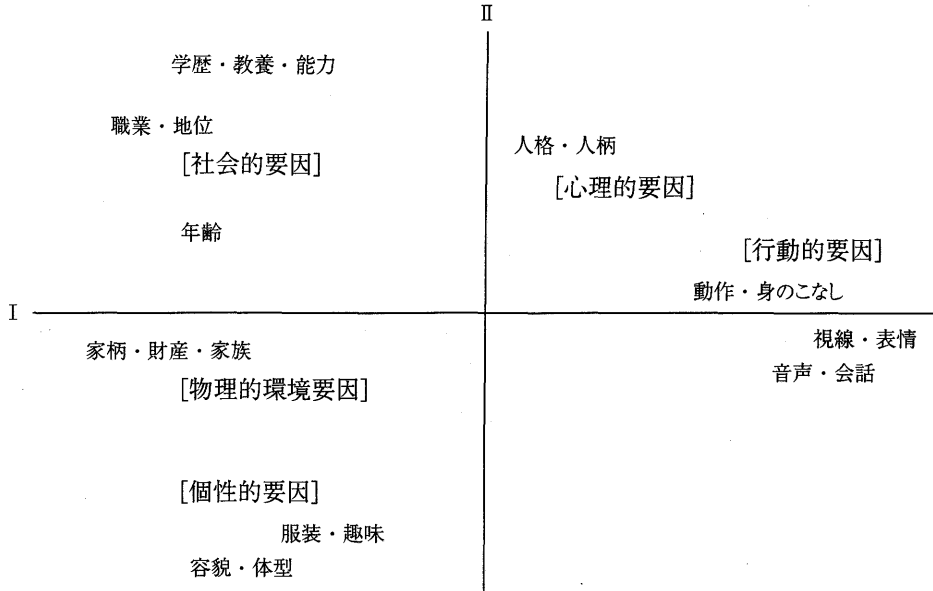 Ⅱ
学歴・教養・能力
職業・地位
[社会的要因]
年齢
人格・人柄
[心理的要因]
[行動的要因]
動作・身のこなし
Ⅰ
視線・表情
音声・会話
家柄・財産・家族
[物理的環境要因]
[個性的要因]
服装・趣味
容貌・体型